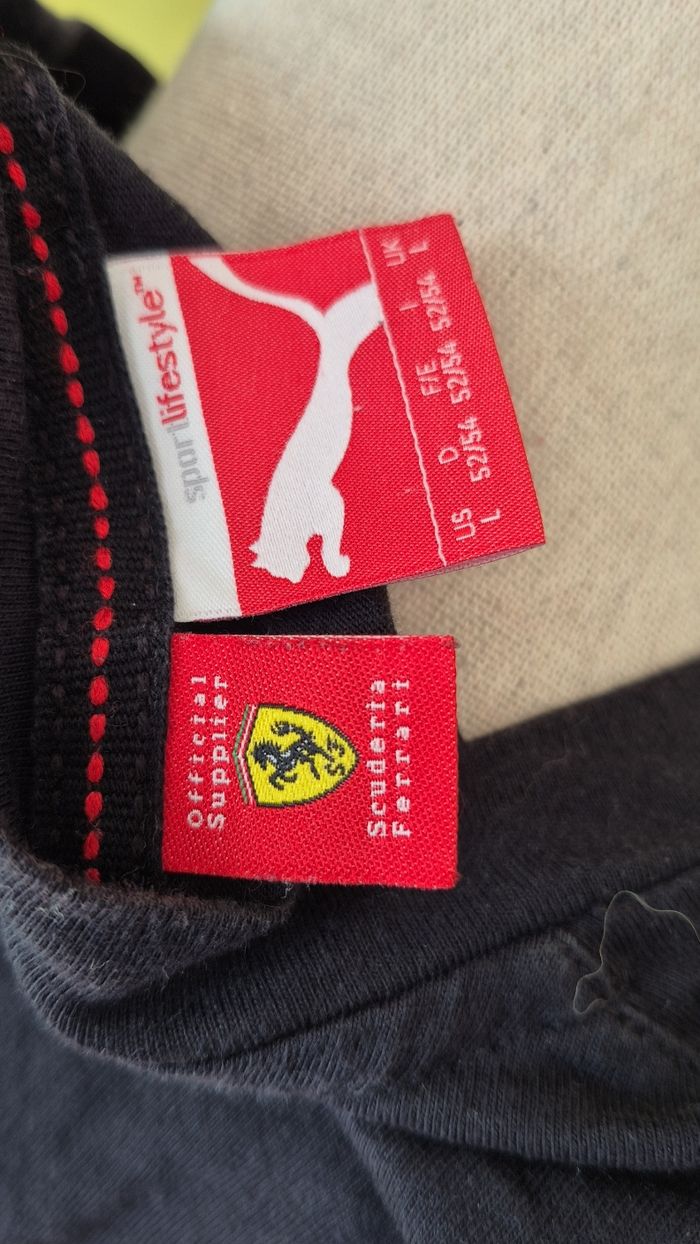 sportlifestyle™
US D F/E I UK
L 52/54 52/54 52/54 L
Official
Supplier
S F
Scuderia
Ferrari